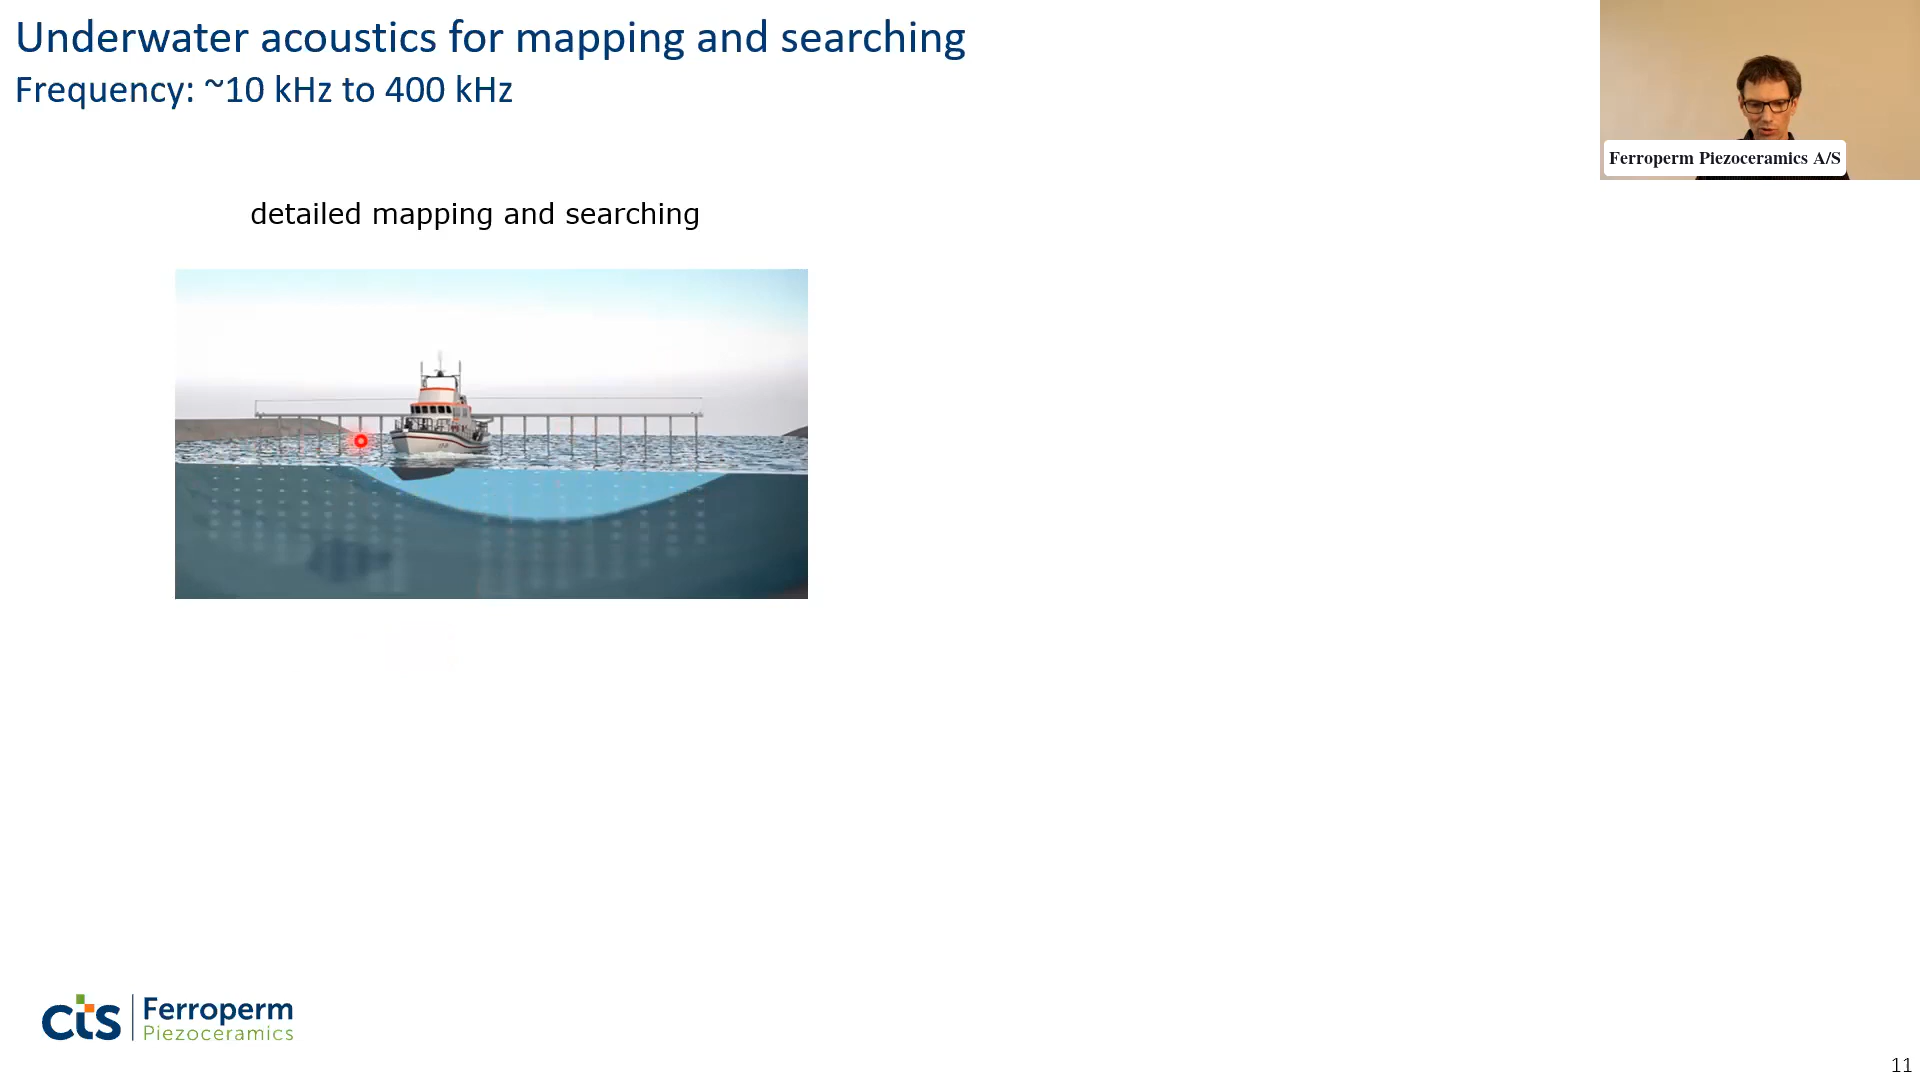 Underwater acoustics for mapping and searching
Frequency: ~10 kHz to 400 kHz
Ferroperm Piezoceramics A/S
detailed mapping and searching
cts Ferroperm
Piezoceramics
11